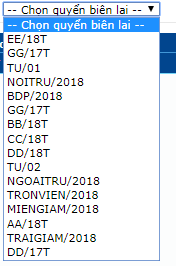 -- Chọn quyển biên lai --
-- Chọn quyển biên lai --
EE/18T
GG/17T
TU/01
NOITRU/2018
BDP/2018
GG/17T
BB/18T
CC/18T
DD/18T
TU/02
NGOAITRU/2018
TRONVIEN/2018
MIENGIAM/2018
AA/18T
TRAIGIAM/2018
DD/17T